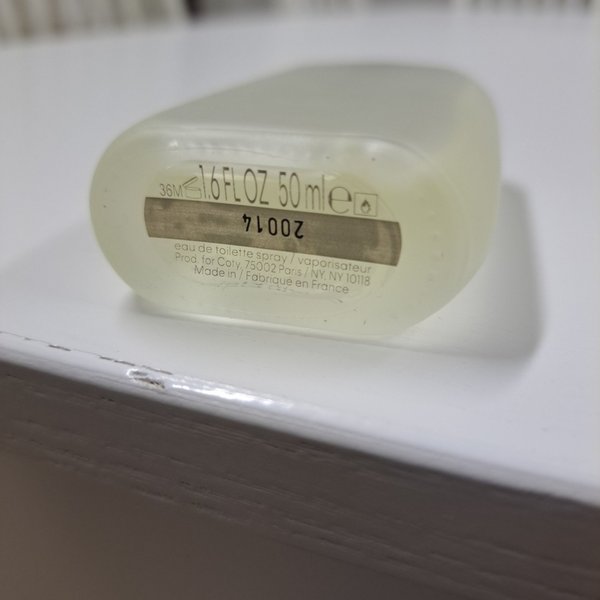 36M 1.6 FL OZ 50 ml e
20014
eau de toilette spray / vaporisateur
Prod. for Coty, 75002 Paris / NY, NY 10118
Made in / Fabriqué en France